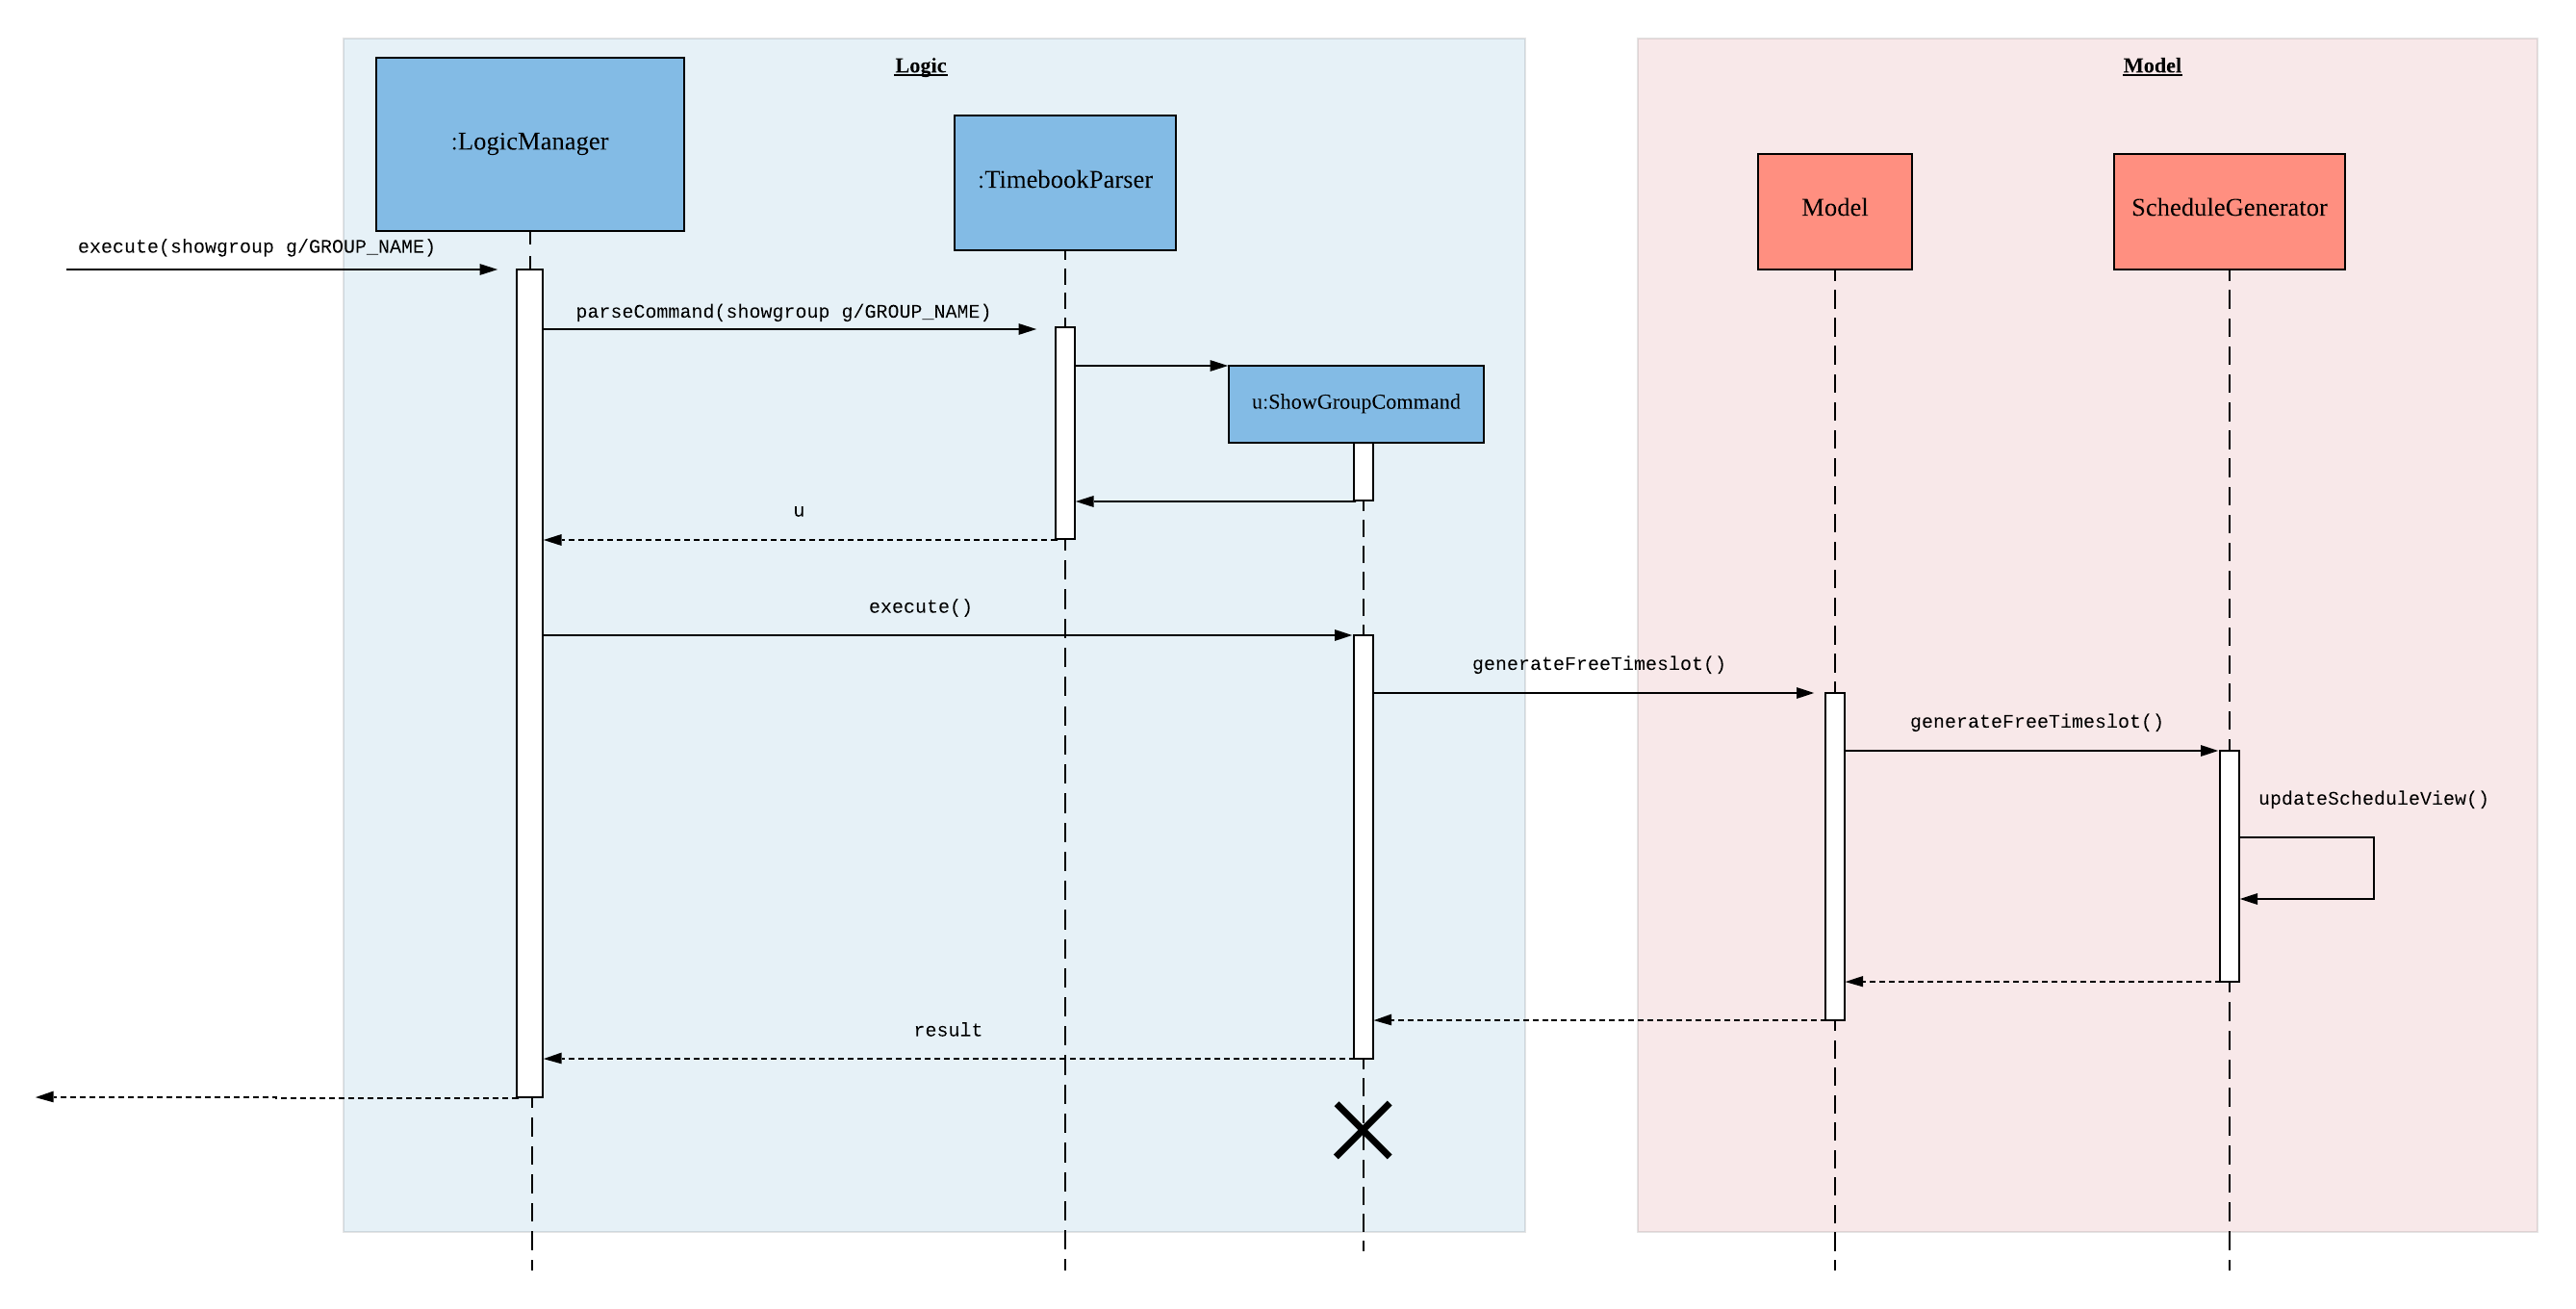 Logic
Model
:LogicManager
:TimebookParser
Model
ScheduleGenerator
execute(showgroup g/GROUP_NAME)
parseCommand(showgroup g/GROUP_NAME)
u:ShowGroupCommand
u
execute()
generateFreeTimeslot()
generateFreeTimeslot()
updateScheduleView()
result